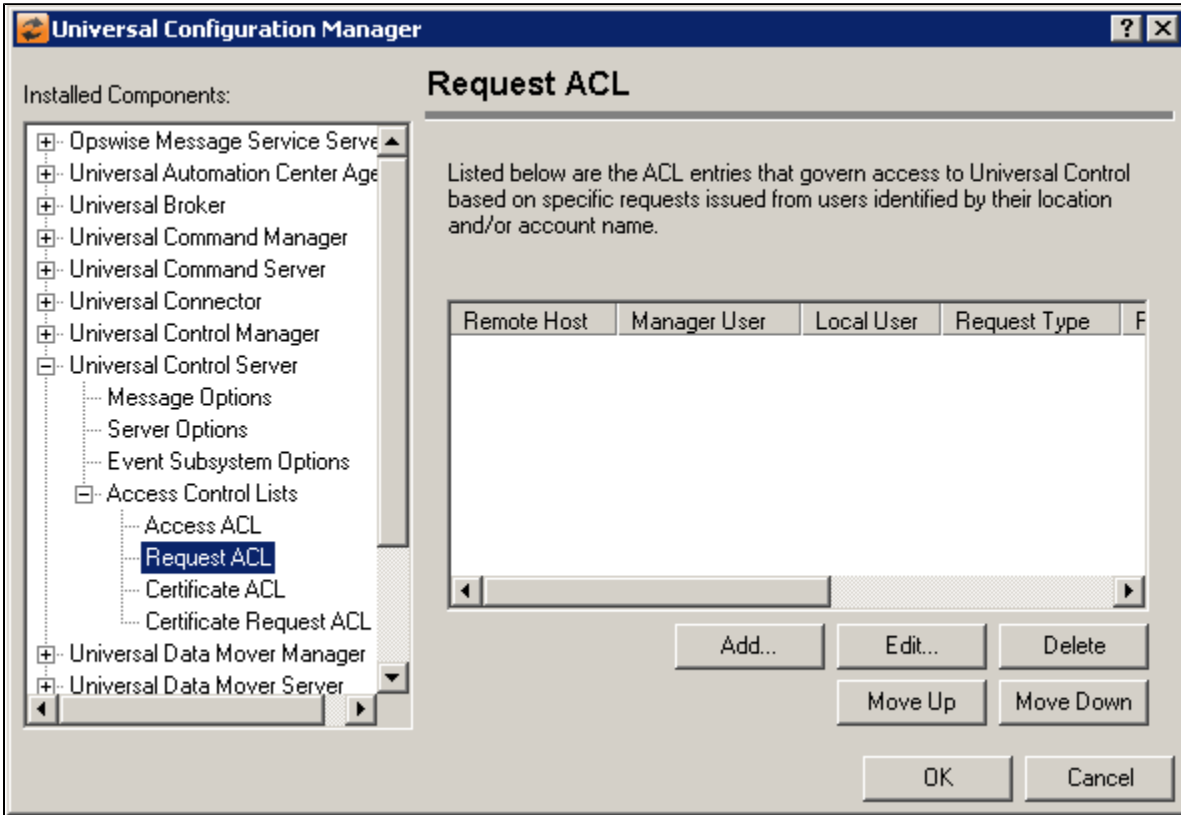 Universal Configuration Manager
Installed Components:
Opswise Message Service Serve
Universal Automation Center Age
Universal Broker
Universal Command Manager
Universal Command Server
Universal Connector
Universal Control Manager
Universal Control Server
Message Options
Server Options
Event Subsystem Options
Access Control Lists
Access ACL
Request ACL
Certificate ACL
Certificate Request ACL
Universal Data Mover Manager
Universal Data Mover Server
Request ACL
Listed below are the ACL entries that govern access to Universal Control
based on specific requests issued from users identified by their location
and/or account name.
Remote Host Manager User Local User Request Type
Add... Edit... Delete
Move Up Move Down
OK Cancel